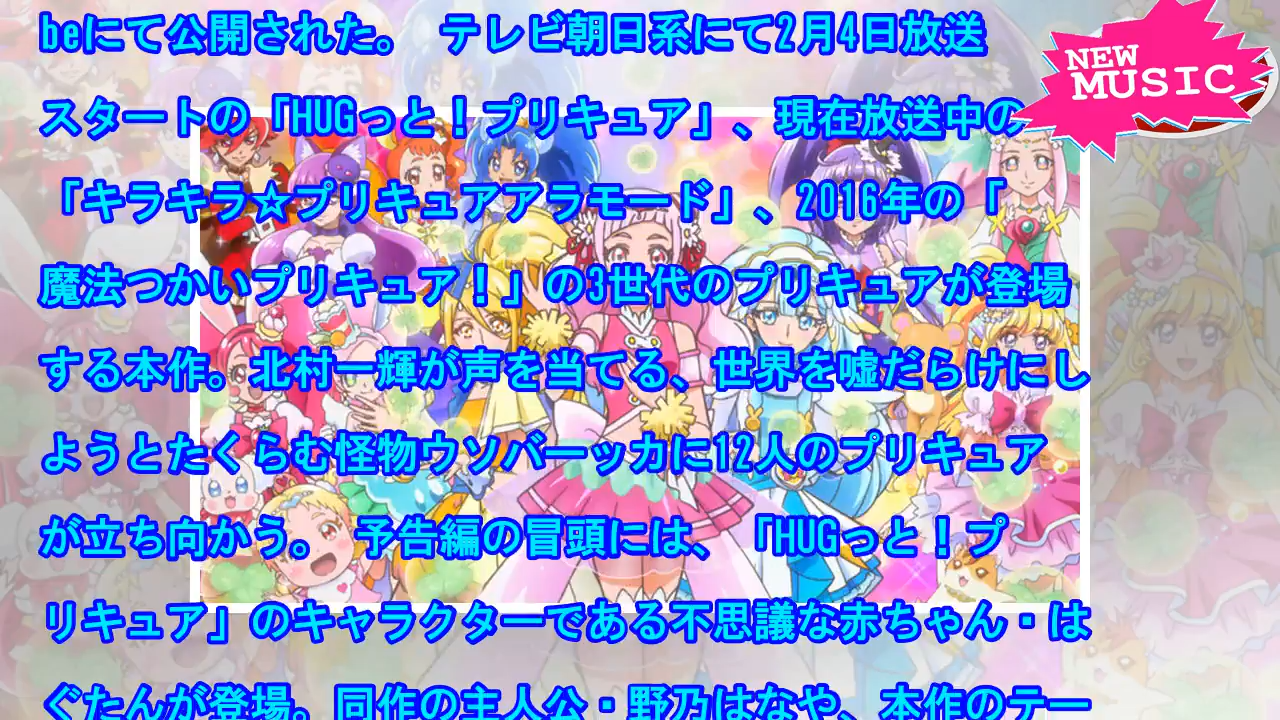 beにて公開された。 テレビ朝日系にて2月4日放送
スタートの「HUGっと！プリキュア」、現在放送中の
「キラキラ☆プリキュアアラモード」、2016年の「
魔法つかいプリキュア！」の3世代のプリキュアが登場
する本作。北村一輝が声を当てる、世界を嘘だらけにし
ようとたくらむ怪物ウソバーッカに12人のプリキュア
が立ち向かう。 予告編の冒頭には、「HUGっと！プ
リキュア」のキャラクターである不思議な赤ちゃん・は
ぐたんが登場。同作の主人公・野乃はなや、本作のテー
NEW
MUSIC